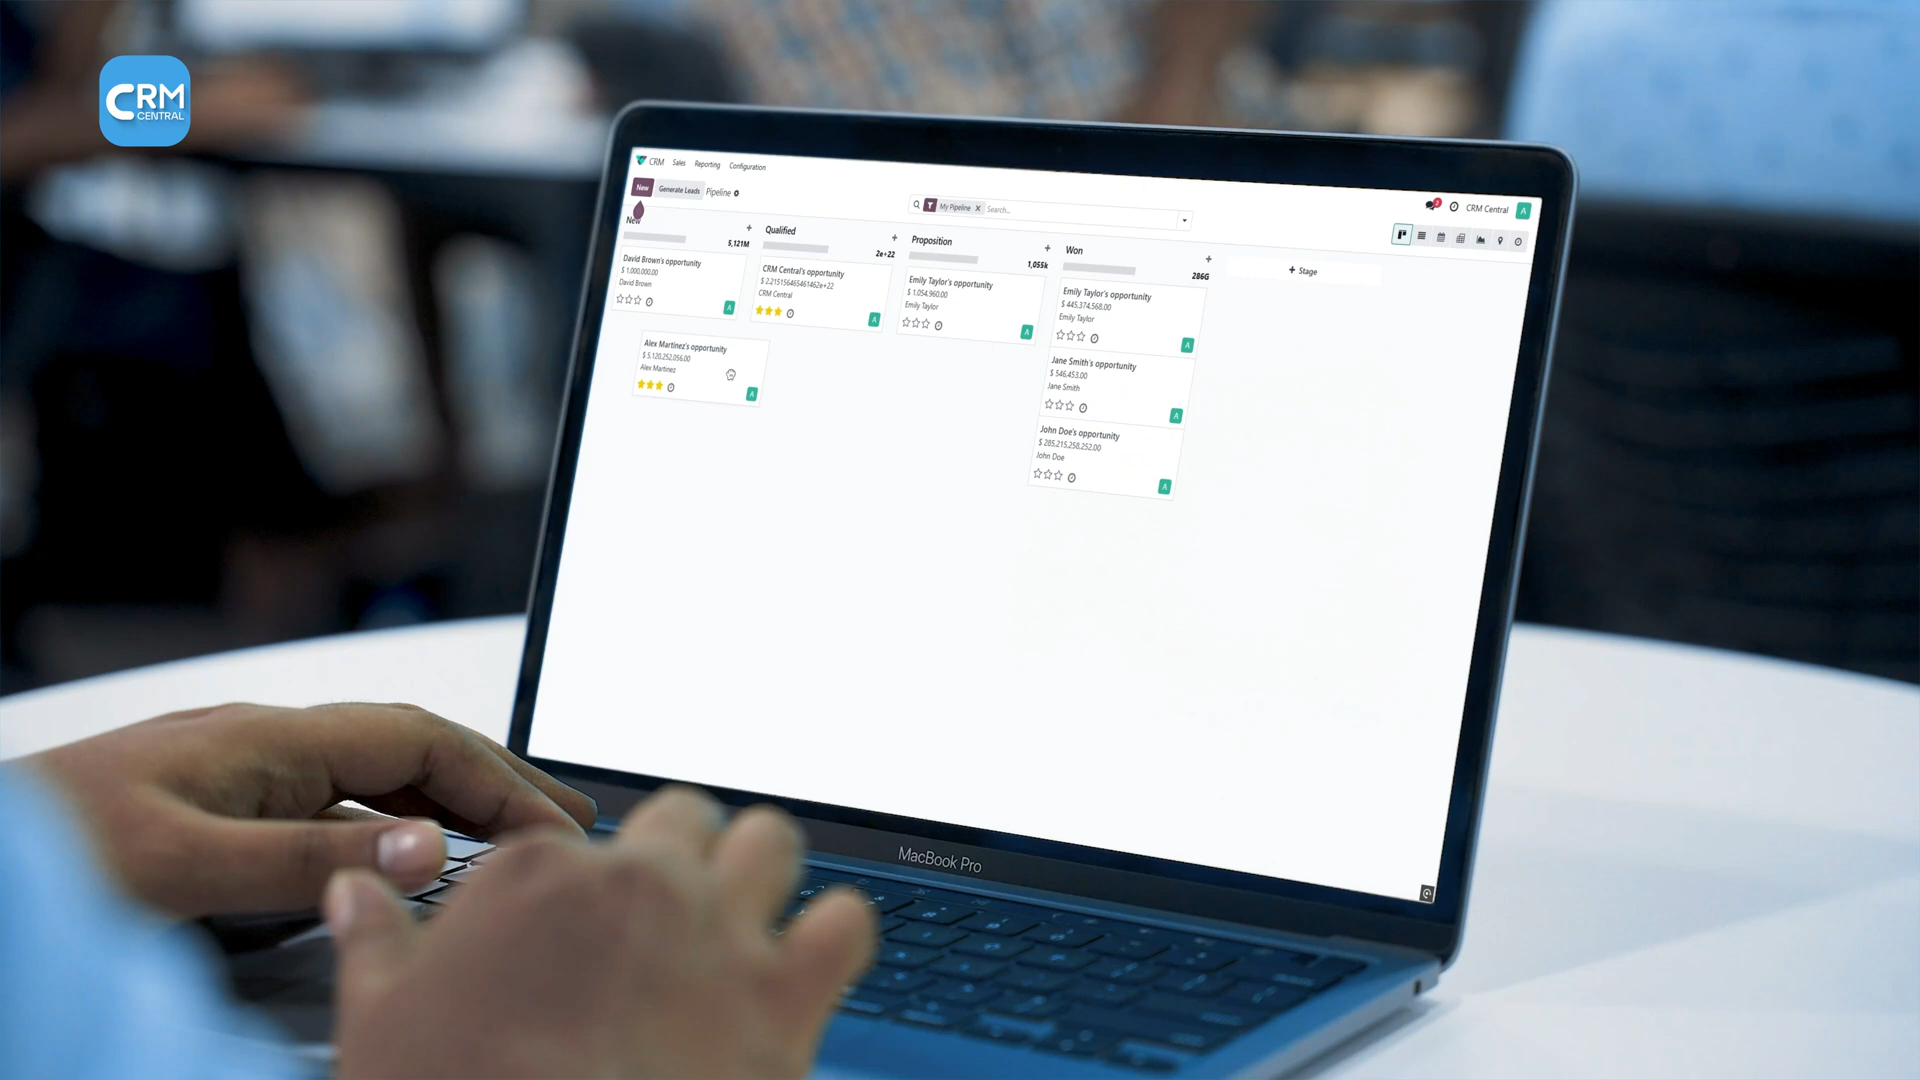 CRM
CENTRAL
CRM Sales Reporting Configuration
CRM Central A
New Generate Leads Pipeline
My Pipeline × Search...
New +
5,121M
David Brown's opportunity
$ 1,000,000.00
David Brown
A
Alex Martinez's opportunity
$ 5,120,252,056.00
Alex Martinez
A
Qualified +
2e+22
CRM Central's opportunity
$ 2.215156465461462e+22
CRM Central
A
Proposition +
1,055k
Emily Taylor's opportunity
$ 1,054,960.00
Emily Taylor
A
Won +
286G
Emily Taylor's opportunity
$ 445,374,568.00
Emily Taylor
A
Jane Smith's opportunity
$ 546,453.00
Jane Smith
A
John Doe's opportunity
$ 285,215,258,252.00
John Doe
A
+ Stage
MacBook Pro